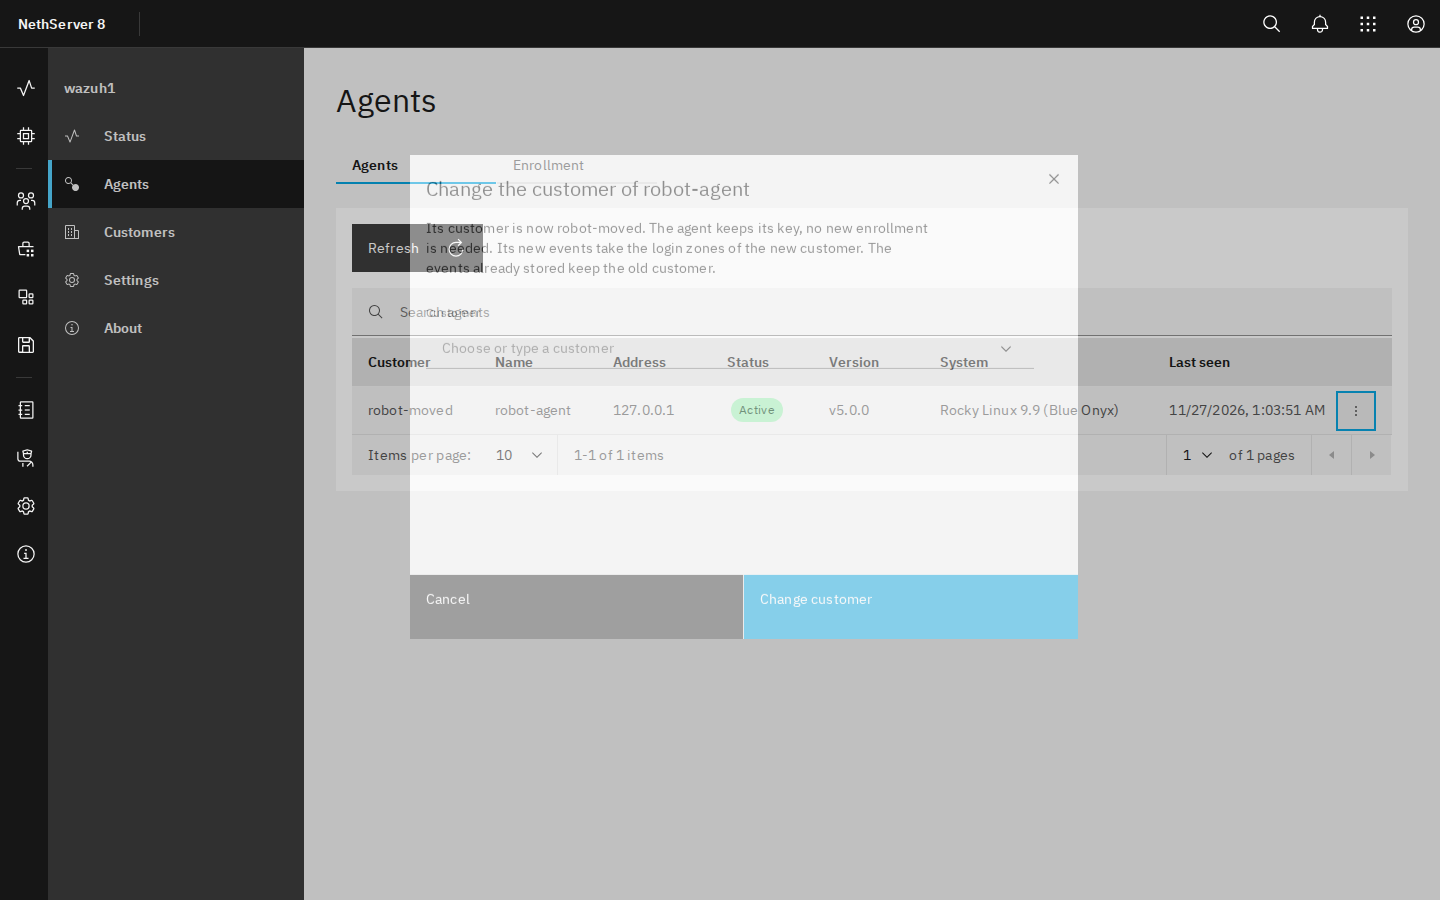 NethServer 8
wazuh1
Status
Agents
Customers
Settings
About
Agents
Agents
Enrollment
Change the customer of robot-agent
Its customer is now robot-moved. The agent keeps its key, no new enrollment
is needed. Its new events take the login zones of the new customer. The
events already stored keep the old customer.
Refresh
Search agents
Customer
Choose or type a customer
Customer Name Address Status Version System Last seen
robot-moved robot-agent 127.0.0.1 Active v5.0.0 Rocky Linux 9.9 (Blue Onyx) 11/27/2026, 1:03:51 AM
Items per page: 10 1-1 of 1 items 1 of 1 pages
Cancel
Change customer